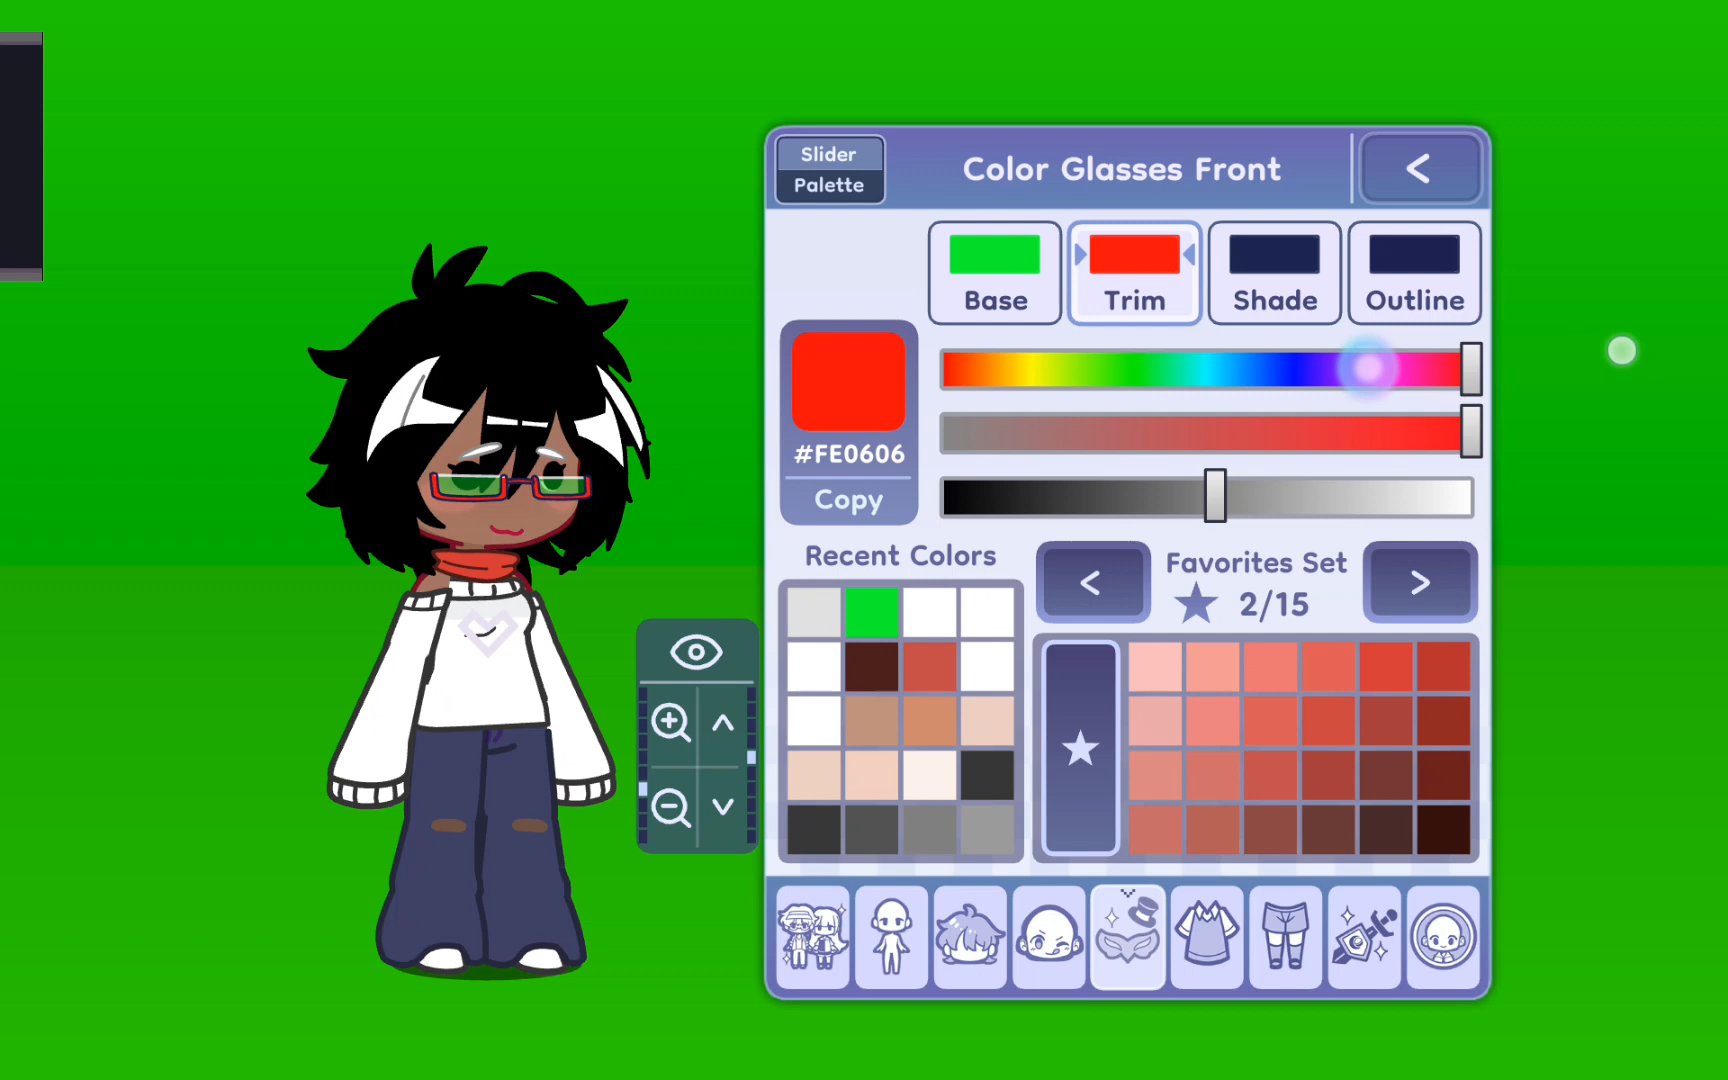 Slider
Palette
Color Glasses Front
Base
Trim
Shade
Outline
#FE0606
Copy
Recent Colors
Favorites Set
2/15